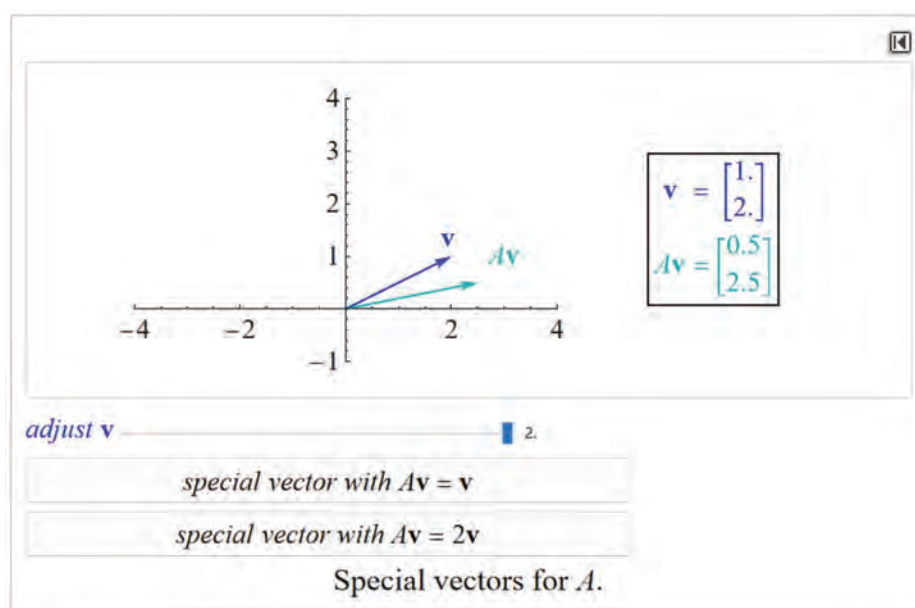 4
3
2
1
v
Av
−4
−2
2
4
−1
v = [1.
2.]
Av = [0.5
2.5]
adjust v
2.
special vector with Av = v
special vector with Av = 2v
Special vectors for A.